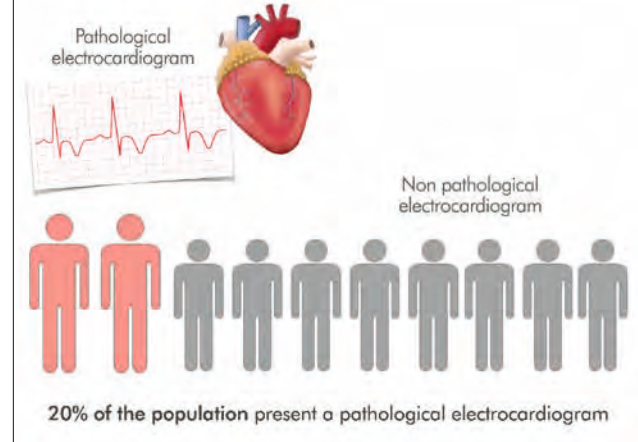 Pathological
electrocardiogram
Non pathological
electrocardiogram
20% of the population present a pathological electrocardiogram